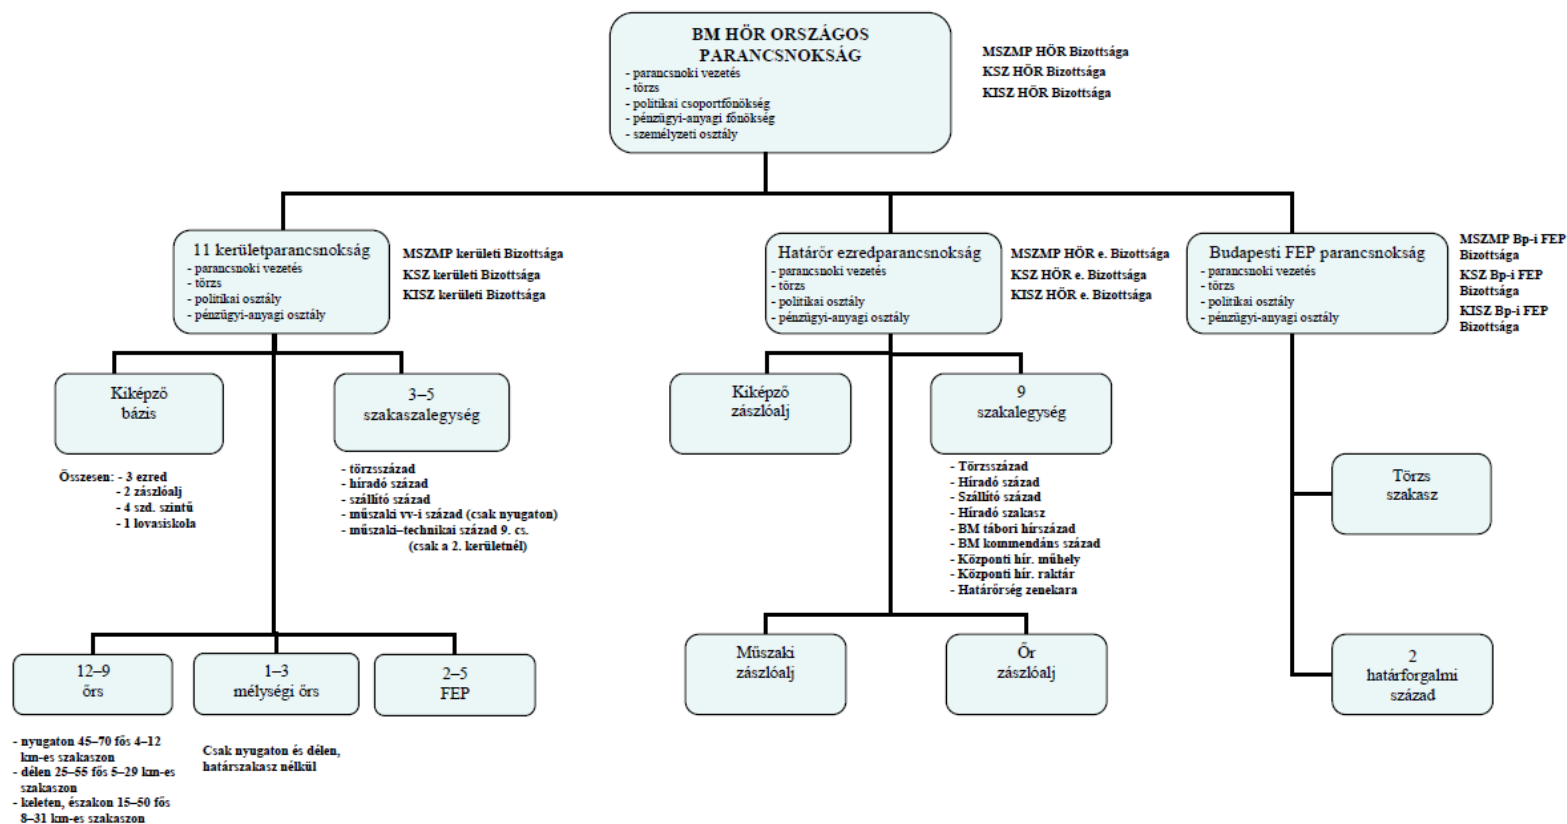 BM HŐR ORSZÁGOS
PARANCSNOKSÁG
- parancsnoki vezetés
- törzs
- politikai csoportfőnökség
- pénzügyi-anyagi főnökség
- személyzeti osztály
MSZMP HŐR Bizottsága
KSZ HŐR Bizottsága
KISZ HŐR Bizottsága
11 kerületparancsnokság
- parancsnoki vezetés
- törzs
- politikai osztály
- pénzügyi-anyagi osztály
MSZMP kerületi Bizottsága
KSZ kerületi Bizottsága
KISZ kerületi Bizottsága
Határőr ezredparancsnokság
- parancsnoki vezetés
- törzs
- politikai osztály
- pénzügyi-anyagi osztály
MSZMP HŐR e. Bizottsága
KSZ HŐR e. Bizottsága
KISZ HŐR e. Bizottsága
Budapesti FEP parancsnokság
- parancsnoki vezetés
- törzs
- politikai osztály
- pénzügyi-anyagi osztály
MSZMP Bp-i FEP
Bizottsága
KSZ Bp-i FEP
Bizottsága
KISZ Bp-i FEP
Bizottsága
Kiképző
bázis
Összesen: - 3 ezred
- 2 zászlóalj
- 4 szd. szintű
- 1 lovasiskola
3–5
szakaszalegység
- törzsszázad
- híradó század
- szállító század
- műszaki vv-i század (csak nyugaton)
- műszaki–technikai század 9. cs.
(csak a 2. kerületnél)
Kiképző
zászlóalj
9
szakalegység
- Törzsszázad
- Híradó század
- Szállító század
- Híradó szakasz
- BM tábori hírszázad
- BM kommendáns század
- Központi hír. műhely
- Központi hír. raktár
- Határőrség zenekara
Törzs
szakasz
12–9
őrs
1–3
mélységi őrs
2–5
FEP
Műszaki
zászlóalj
Őr
zászlóalj
2
határforgalmi
század
- nyugaton 45–70 fős 4–12
km-es szakaszon
- délen 25–55 fős 5–29 km-es
szakaszon
- keleten, északon 15–50 fős
8–31 km-es szakaszon
Csak nyugaton és délen,
határszakasz nélkül